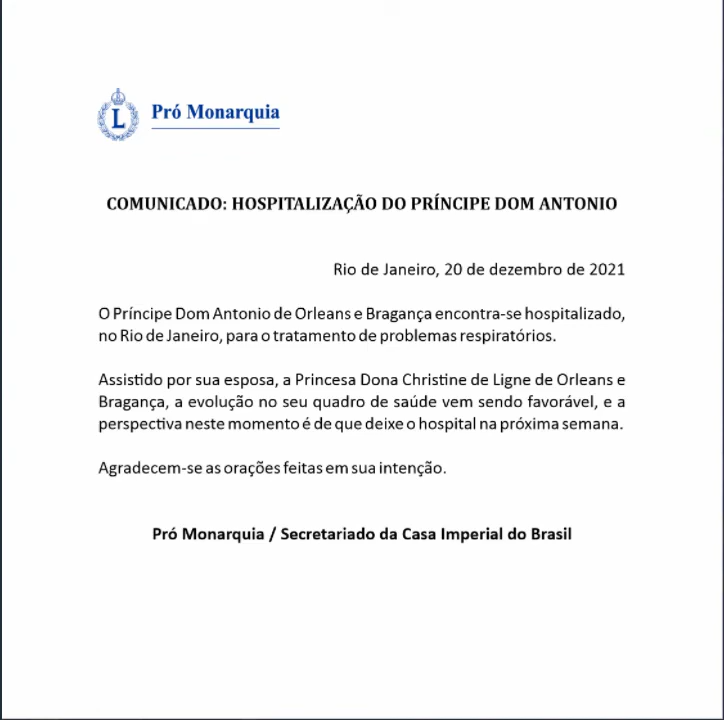 L
Pró Monarquia
COMUNICADO: HOSPITALIZAÇÃO DO PRÍNCIPE DOM ANTONIO
Rio de Janeiro, 20 de dezembro de 2021
O Príncipe Dom Antonio de Orleans e Bragança encontra-se hospitalizado,
no Rio de Janeiro, para o tratamento de problemas respiratórios.
Assistido por sua esposa, a Princesa Dona Christine de Ligne de Orleans e
Bragança, a evolução no seu quadro de saúde vem sendo favorável, e a
perspectiva neste momento é de que deixe o hospital na próxima semana.
Agradecem-se as orações feitas em sua intenção.
Pró Monarquia / Secretariado da Casa Imperial do Brasil